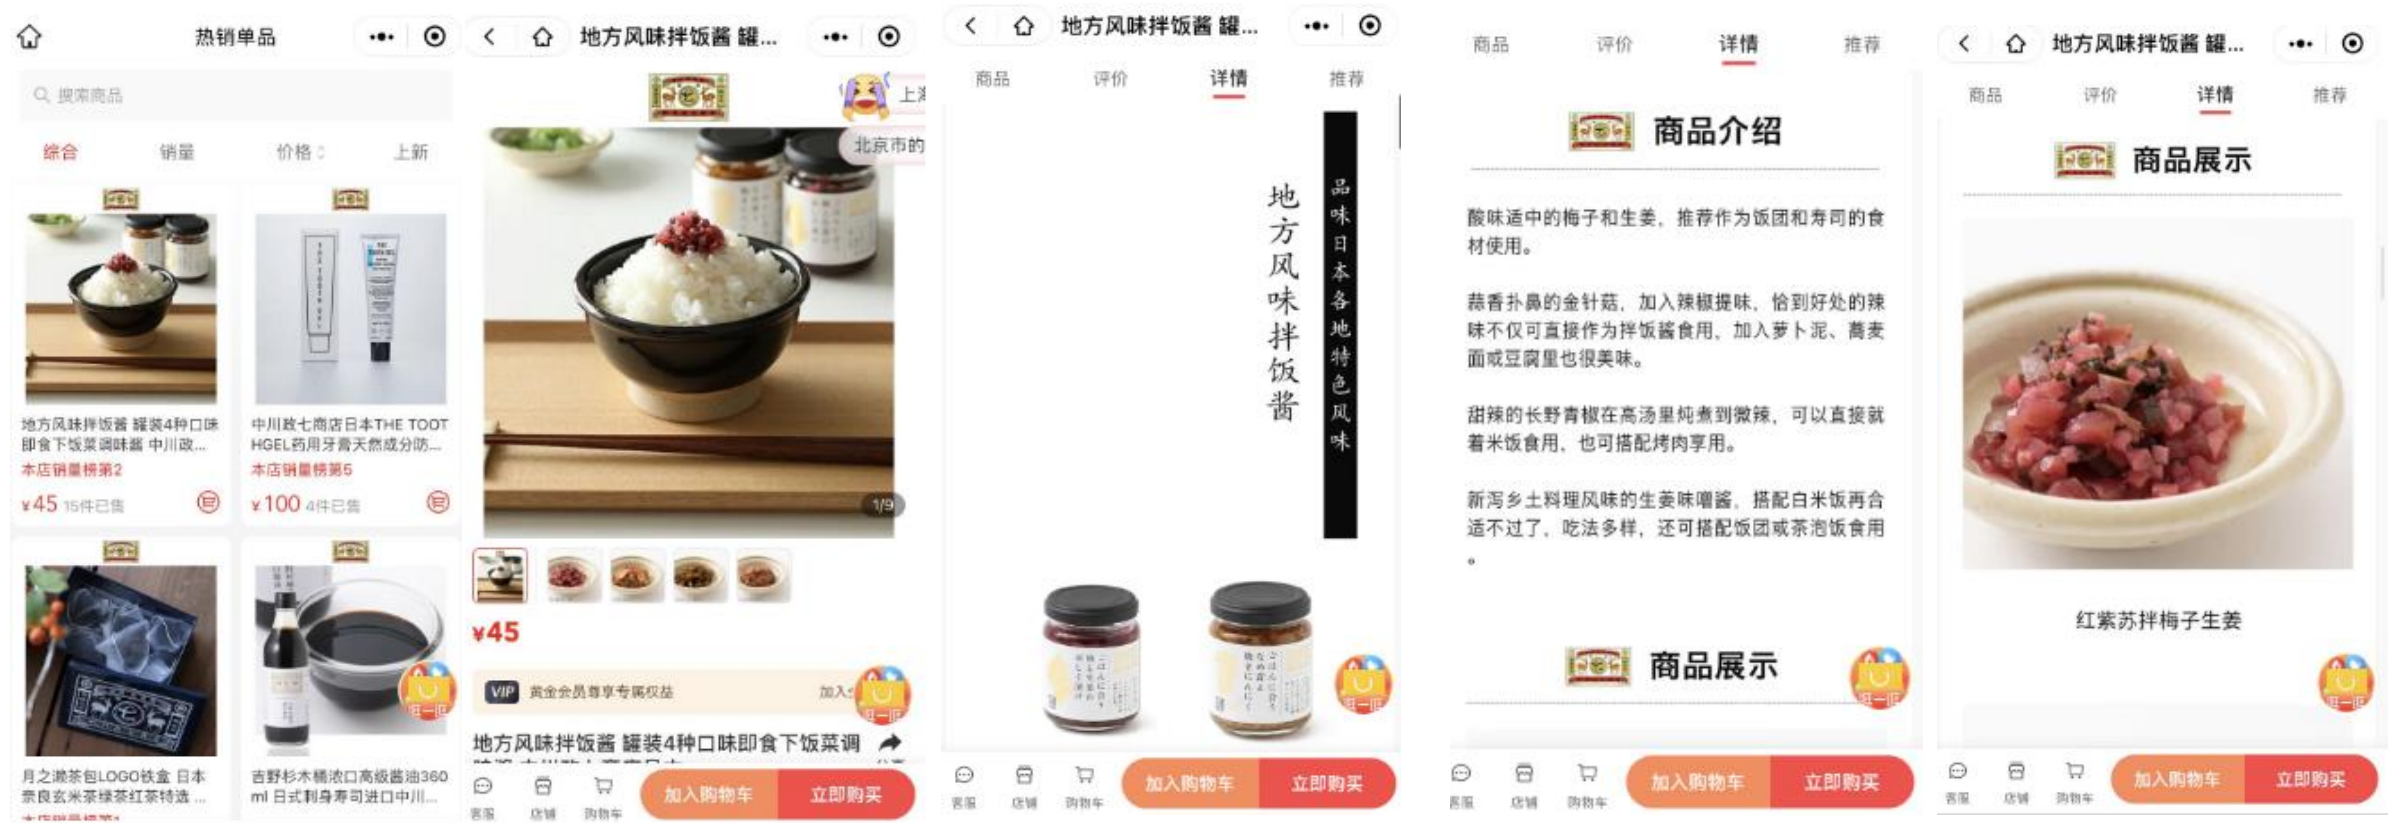 热销单品
搜索商品
综合
销量
价格
上新
地方风味拌饭酱 罐装4种口味
即食下饭菜调味酱 中川政...
本店销量榜第2
¥45 15件已售
中川政七商店日本THE TOOT
HGEL药用牙膏天然成分防...
本店销量榜第5
¥100 4件已售
月之濑茶包LOGO铁盒 日本
奈良玄米茶绿茶红茶特选 ...
吉野杉木桶浓口高级酱油360
ml 日式刺身寿司进口中川...
逛一逛
地方风味拌饭酱 罐...
上海
北京市的
1/9
¥45
VIP 黄金会员尊享专属权益
加入
逛一逛
地方风味拌饭酱 罐装4种口味即食下饭菜调
客服
店铺
购物车
加入购物车
立即购买
地方风味拌饭酱 罐...
商品
评价
详情
推荐
品味日本各地特色风味
地方风味拌饭酱
逛一逛
客服
店铺
购物车
加入购物车
立即购买
商品
评价
详情
推荐
商品介绍
酸味适中的梅子和生姜，推荐作为饭团和寿司的食
材使用。
蒜香扑鼻的金针菇，加入辣椒提味，恰到好处的辣
味不仅可直接作为拌饭酱食用，加入萝卜泥、蕎麦
面或豆腐里也很美味。
甜辣的长野青椒在高汤里炖煮到微辣，可以直接就
着米饭食用，也可搭配烤肉享用。
新泻乡土料理风味的生姜味噌酱，搭配白米饭再合
适不过了，吃法多样，还可搭配饭团或茶泡饭食用
。
商品展示
逛一逛
客服
店铺
购物车
加入购物车
立即购买
地方风味拌饭酱 罐...
商品
评价
详情
推荐
商品展示
红紫苏拌梅子生姜
逛一逛
客服
店铺
购物车
加入购物车
立即购买